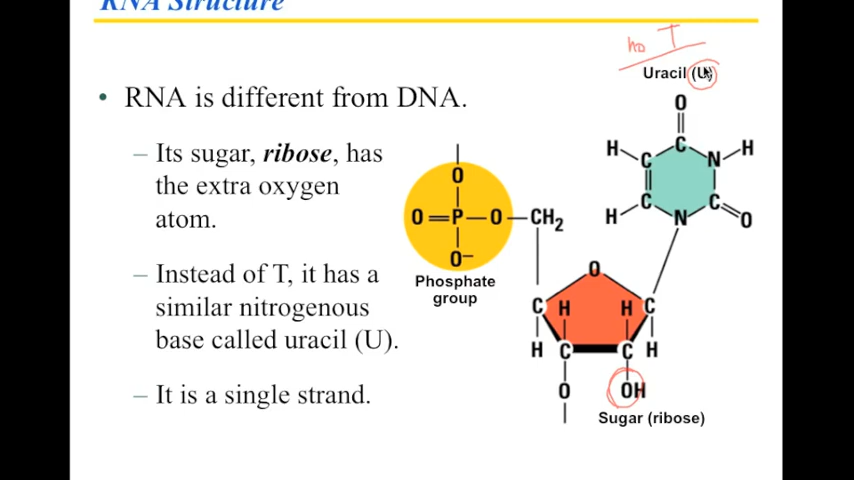 RNA Structure
no T
Uracil (U)
• RNA is different from DNA.
– Its sugar, ribose, has
the extra oxygen
atom.
– Instead of T, it has a
similar nitrogenous
base called uracil (U).
– It is a single strand.
O
C
H
C
N
H
H
C
N
C
O
O
O
P
O
CH2
O–
Phosphate
group
O
C
H
H
C
H
C
C
H
O
OH
Sugar (ribose)